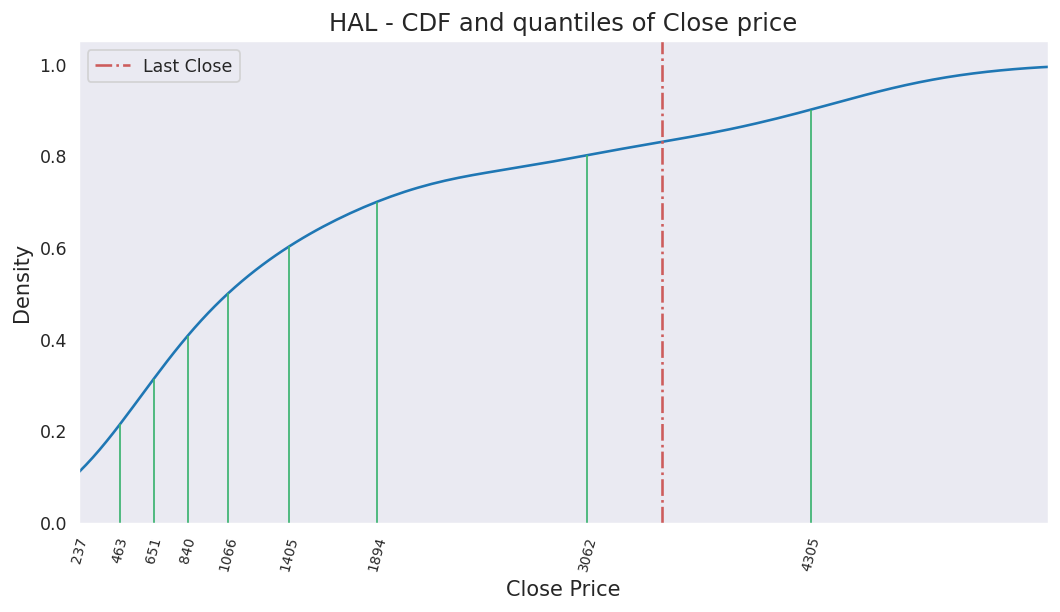 HAL - CDF and quantiles of Close price
Last Close
Density
1.0
0.8
0.6
0.4
0.2
0.0
237 463 651 840 1066 1405 1894 3062 4305
Close Price